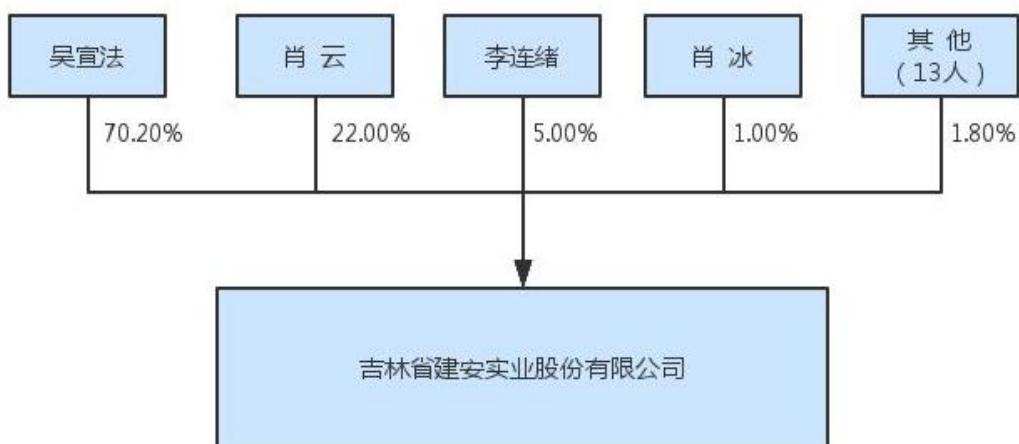 吴宣法
肖 云
李连绪
肖 冰
其 他
（13人）
70.20%
22.00%
5.00%
1.00%
1.80%
吉林省建安实业股份有限公司